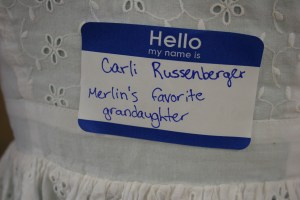 Hello
my name is
Carli Russenberger
Merlin's favorite
grandaughter